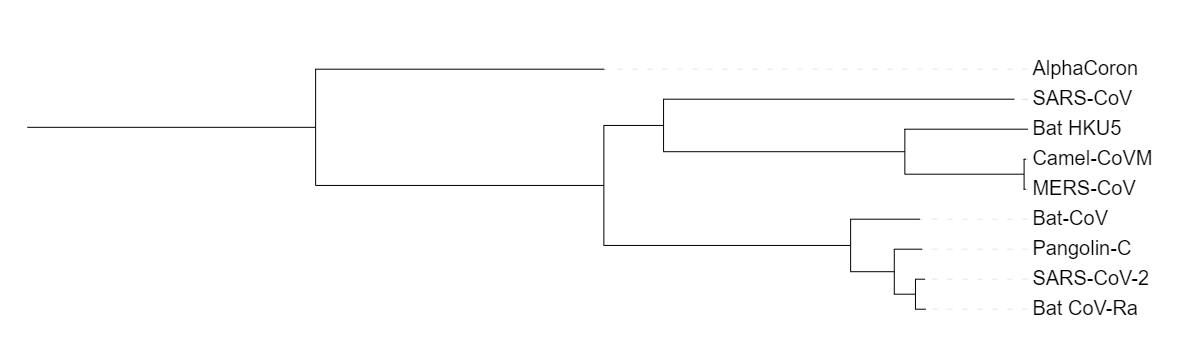 AlphaCoron
SARS-CoV
Bat HKU5
Camel-CoVM
MERS-CoV
Bat-CoV
Pangolin-C
SARS-CoV-2
Bat CoV-Ra